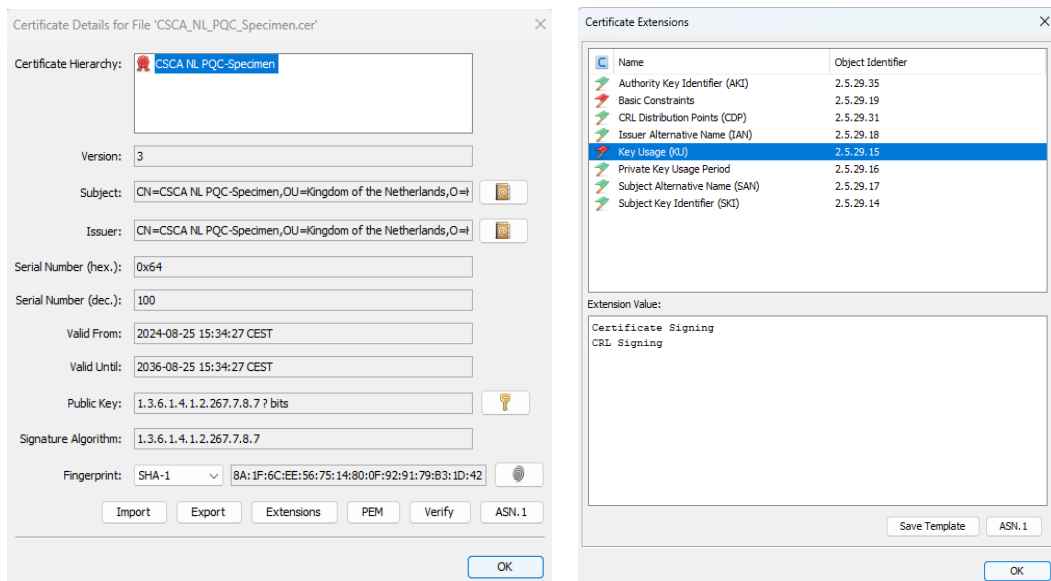 Certificate Details for File 'CSCA_NL_PQC_Specimen.cer'
Certificate Hierarchy:
CSCA NL PQC-Specimen
Version: 3
Subject: CN=CSCA NL PQC-Specimen,OU=Kingdom of the Netherlands,O=
Issuer: CN=CSCA NL PQC-Specimen,OU=Kingdom of the Netherlands,O=
Serial Number (hex.): 0x64
Serial Number (dec.): 100
Valid From: 2024-08-25 15:34:27 CEST
Valid Until: 2036-08-25 15:34:27 CEST
Public Key: 1.3.6.1.4.1.2.267.7.8.7 ? bits
Signature Algorithm: 1.3.6.1.4.1.2.267.7.8.7
Fingerprint: SHA-1 8A:1F:6C:EE:56:75:14:80:0F:92:91:79:B3:1D:42
Import Export Extensions PEM Verify ASN.1
OK
Certificate Extensions
C Name Object Identifier
Authority Key Identifier (AKI) 2.5.29.35
Basic Constraints 2.5.29.19
CRL Distribution Points (CDP) 2.5.29.31
Issuer Alternative Name (IAN) 2.5.29.18
Key Usage (KU) 2.5.29.15
Private Key Usage Period 2.5.29.16
Subject Alternative Name (SAN) 2.5.29.17
Subject Key Identifier (SKI) 2.5.29.14
Extension Value:
Certificate Signing
CRL Signing
Save Template ASN.1
OK